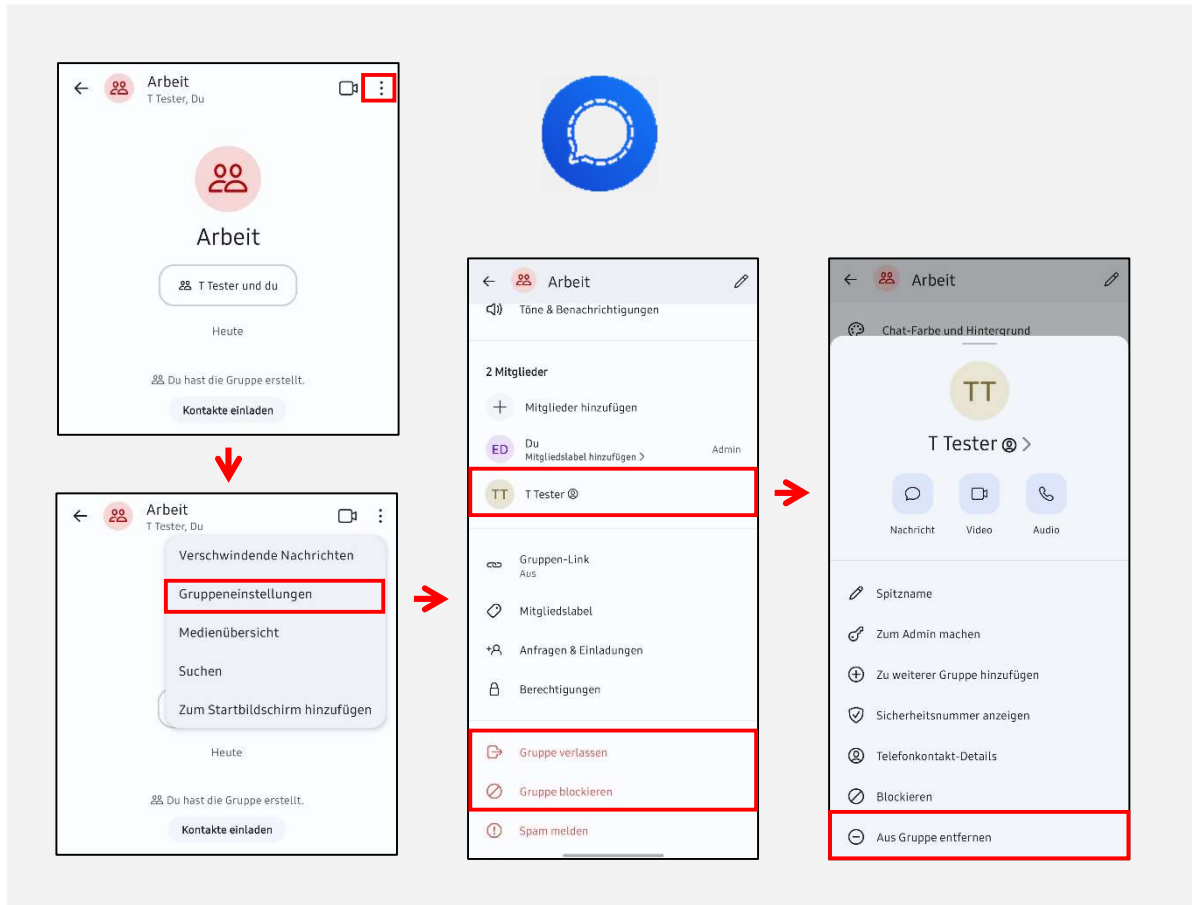 Arbeit
T Tester, Du
Arbeit
T Tester und du
Heute
Du hast die Gruppe erstellt.
Kontakte einladen
Arbeit
T Tester, Du
Verschwindende Nachrichten
Gruppeneinstellungen
Medienübersicht
Suchen
Zum Startbildschirm hinzufügen
Heute
Du hast die Gruppe erstellt.
Kontakte einladen
Arbeit
Töne & Benachrichtigungen
2 Mitglieder
Mitglieder hinzufügen
ED Du
Mitgliedslabel hinzufügen >
Admin
TT T Tester
Gruppen-Link
Aus
Mitgliedslabel
Anfragen & Einladungen
Berechtigungen
Gruppe verlassen
Gruppe blockieren
Spam melden
Arbeit
Chat-Farbe und Hintergrund
TT
T Tester >
Nachricht Video Audio
Spitzname
Zum Admin machen
Zu weiterer Gruppe hinzufügen
Sicherheitsnummer anzeigen
Telefonkontakt-Details
Blockieren
Aus Gruppe entfernen